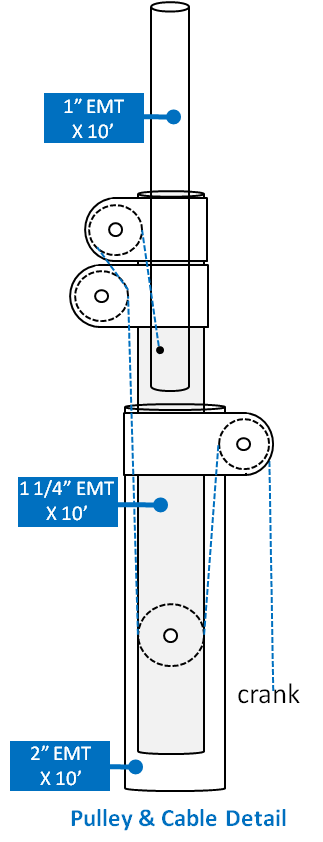 1” EMT
X 10’
1 1/4” EMT
X 10’
crank
2” EMT
X 10’
Pulley & Cable Detail